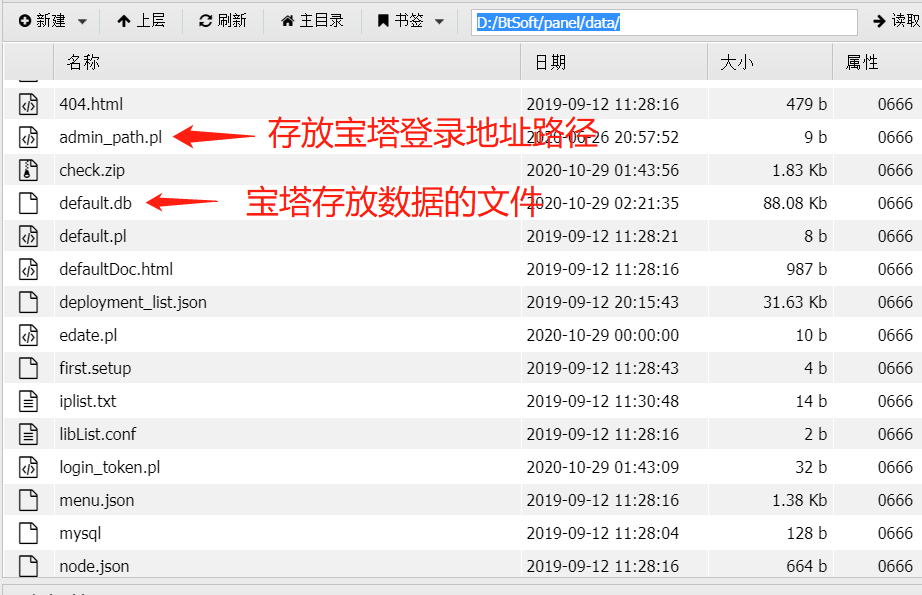 新建 上层 刷新 主目录 书签 D:/BtSoft/panel/data/ 读取
名称 日期 大小 属性
404.html 2019-09-12 11:28:16 479 b 0666
admin_path.pl 存放宝塔登录地址路径 2020-06-26 20:57:52 9 b 0666
check.zip 2020-10-29 01:43:56 1.83 Kb 0666
default.db 宝塔存放数据的文件 2020-10-29 02:21:35 88.08 Kb 0666
default.pl 2019-09-12 11:28:21 8 b 0666
defaultDoc.html 2019-09-12 11:28:16 987 b 0666
deployment_list.json 2019-09-12 20:15:43 31.63 Kb 0666
edate.pl 2020-10-29 00:00:00 10 b 0666
first.setup 2019-09-12 11:28:43 4 b 0666
iplist.txt 2019-09-12 11:30:48 14 b 0666
libList.conf 2019-09-12 11:28:16 2 b 0666
login_token.pl 2020-10-29 01:43:09 32 b 0666
menu.json 2019-09-12 11:28:16 1.38 Kb 0666
mysql 2019-09-12 11:28:04 128 b 0666
node.json 2019-09-12 11:28:16 664 b 0666